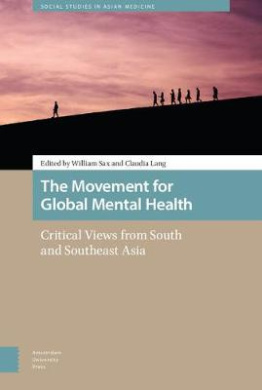 SOCIAL STUDIES IN ASIAN MEDICINE
Edited by William Sax and Claudia Lang
The Movement for
Global Mental Health
Critical Views from South
and Southeast Asia
Amsterdam
University
Press